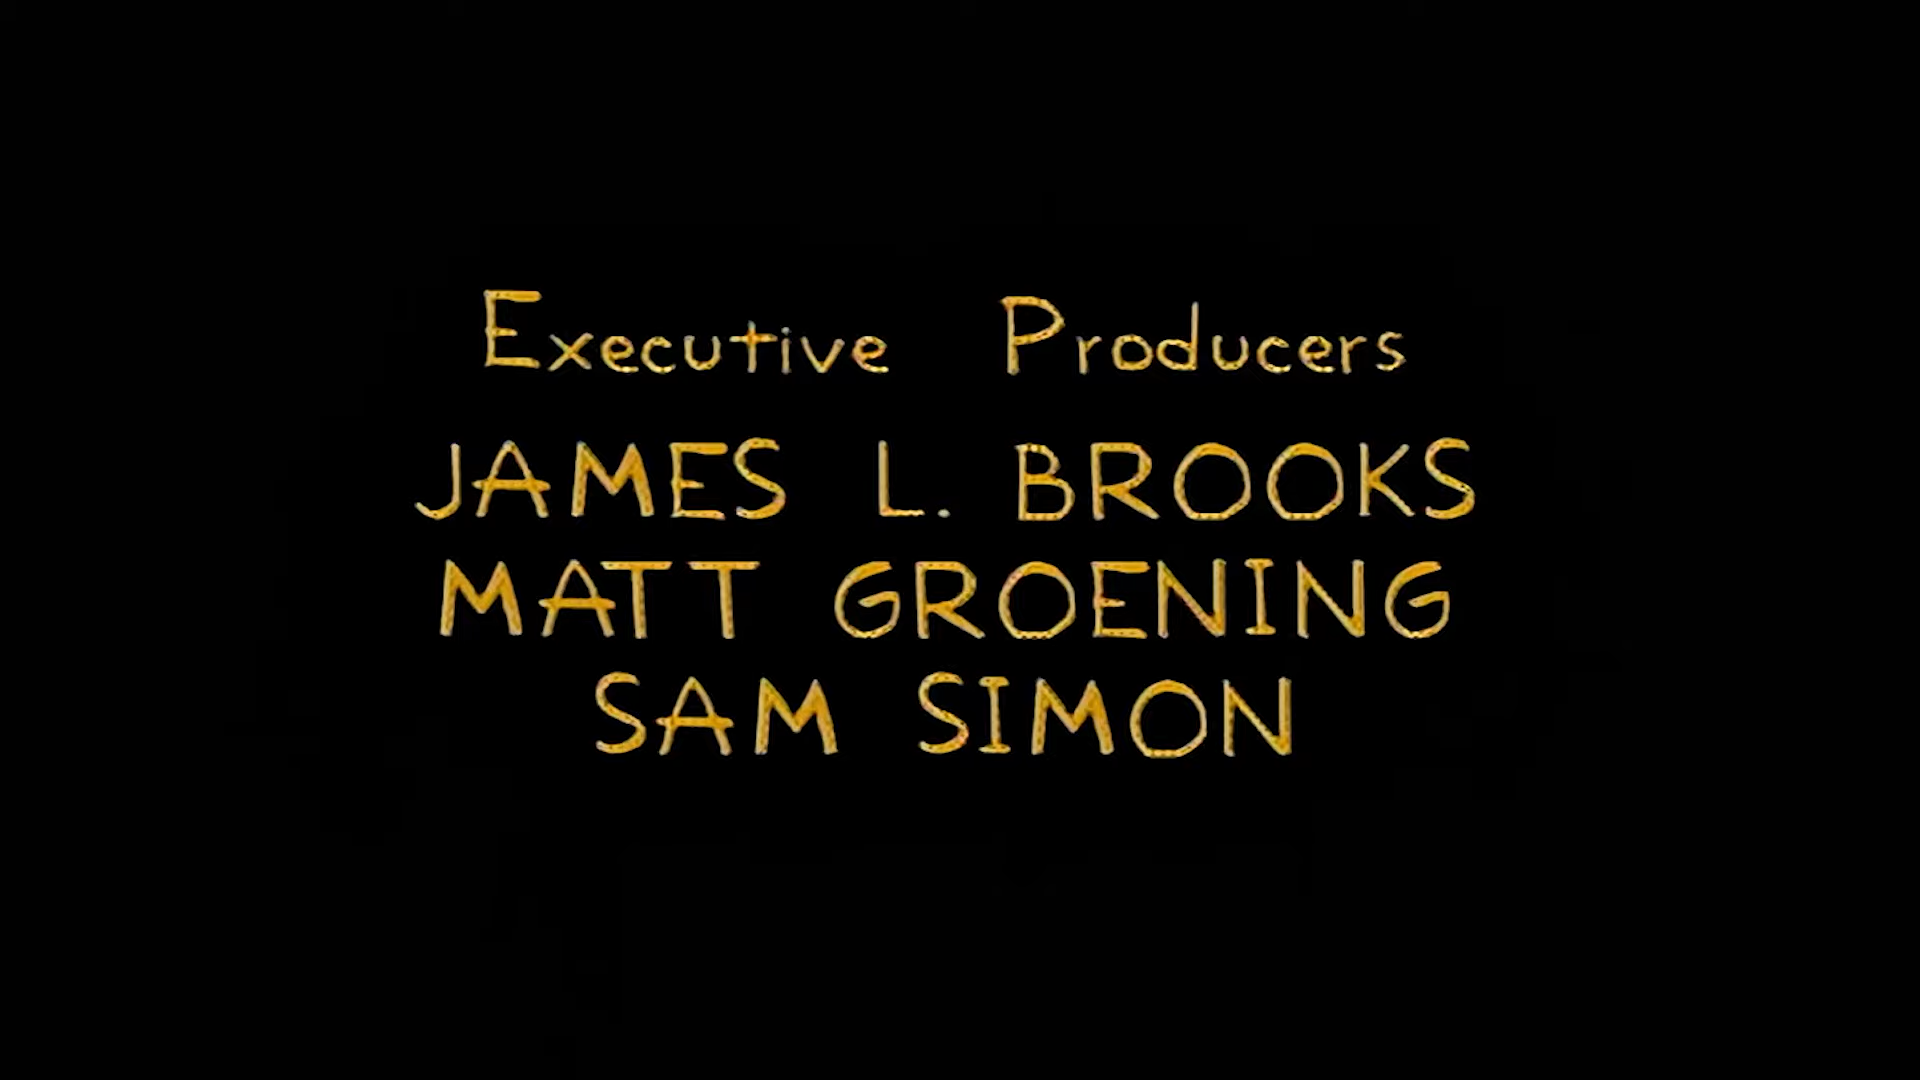 Executive Producers
JAMES L. BROOKS
MATT GROENING
SAM SIMON